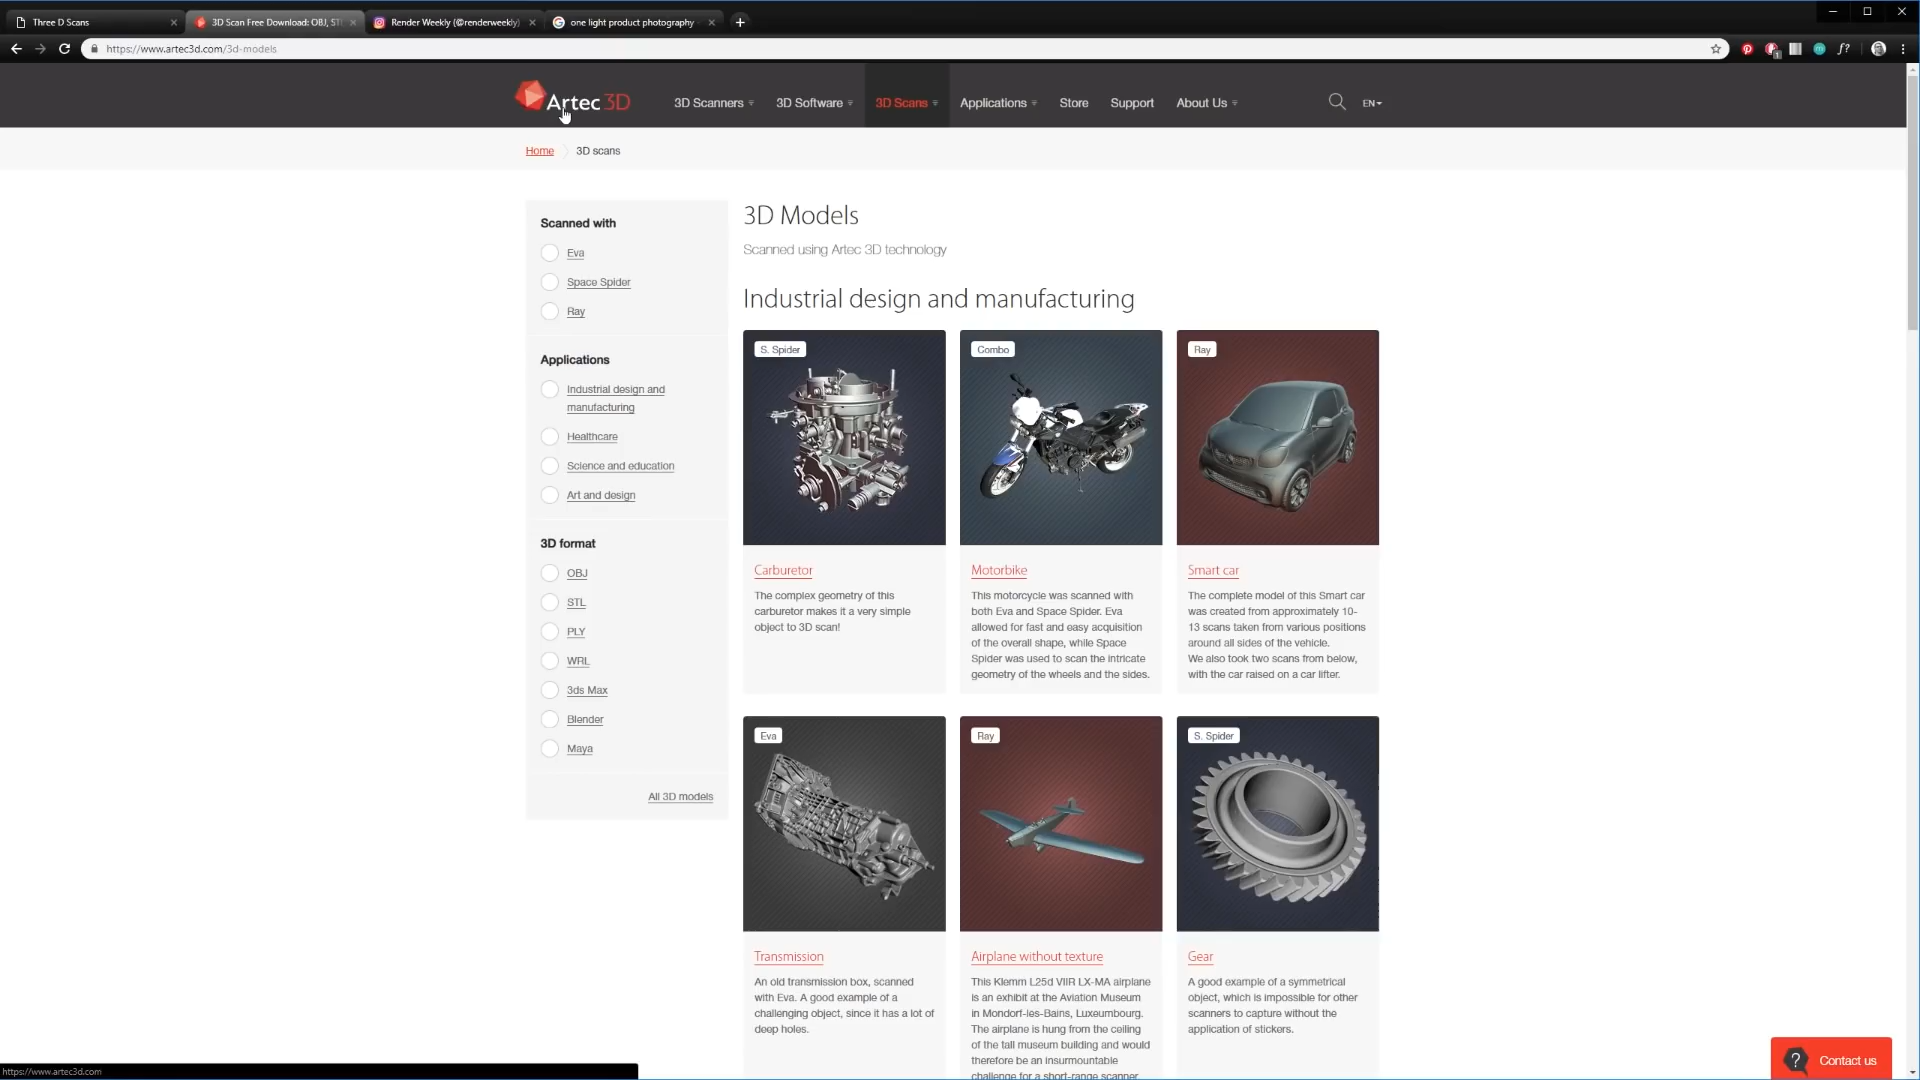 Three D Scans
3D Scan Free Download: OBJ, ST
Render Weekly (@renderweekly)
one light product photography
https://www.artec3d.com/3d-models
Artec 3D
3D Scanners
3D Software
3D Scans
Applications
Store
Support
About Us
EN
Home
3D scans
Scanned with
Eva
Space Spider
Ray
Applications
Industrial design and
manufacturing
Healthcare
Science and education
Art and design
3D format
OBJ
STL
PLY
WRL
3ds Max
Blender
Maya
All 3D models
3D Models
Scanned using Artec 3D technology
Industrial design and manufacturing
S. Spider
Carburetor
The complex geometry of this
carburetor makes it a very simple
object to 3D scan!
Combo
Motorbike
This motorcycle was scanned with
both Eva and Space Spider. Eva
allowed for fast and easy acquisition
of the overall shape, while Space
Spider was used to scan the intricate
geometry of the wheels and the sides.
Ray
Smart car
The complete model of this Smart car
was created from approximately 10-
13 scans taken from various positions
around all sides of the vehicle.
We also took two scans from below,
with the car raised on a car lifter.
Eva
Transmission
An old transmission box, scanned
with Eva. A good example of a
challenging object, since it has a lot of
deep holes.
Ray
Airplane without texture
This Klemm L25d VIIR LX-MA airplane
is an exhibit at the Aviation Museum
in Mondorf-les-Bains, Luxembourg.
The airplane is hung from the ceiling
of the tall museum building and would
therefore be an insurmountable
challenge for a short-range scanner.
S. Spider
Gear
A good example of a symmetrical
object, which is impossible for other
scanners to capture without the
application of stickers.
? Contact us
https://www.artec3d.com